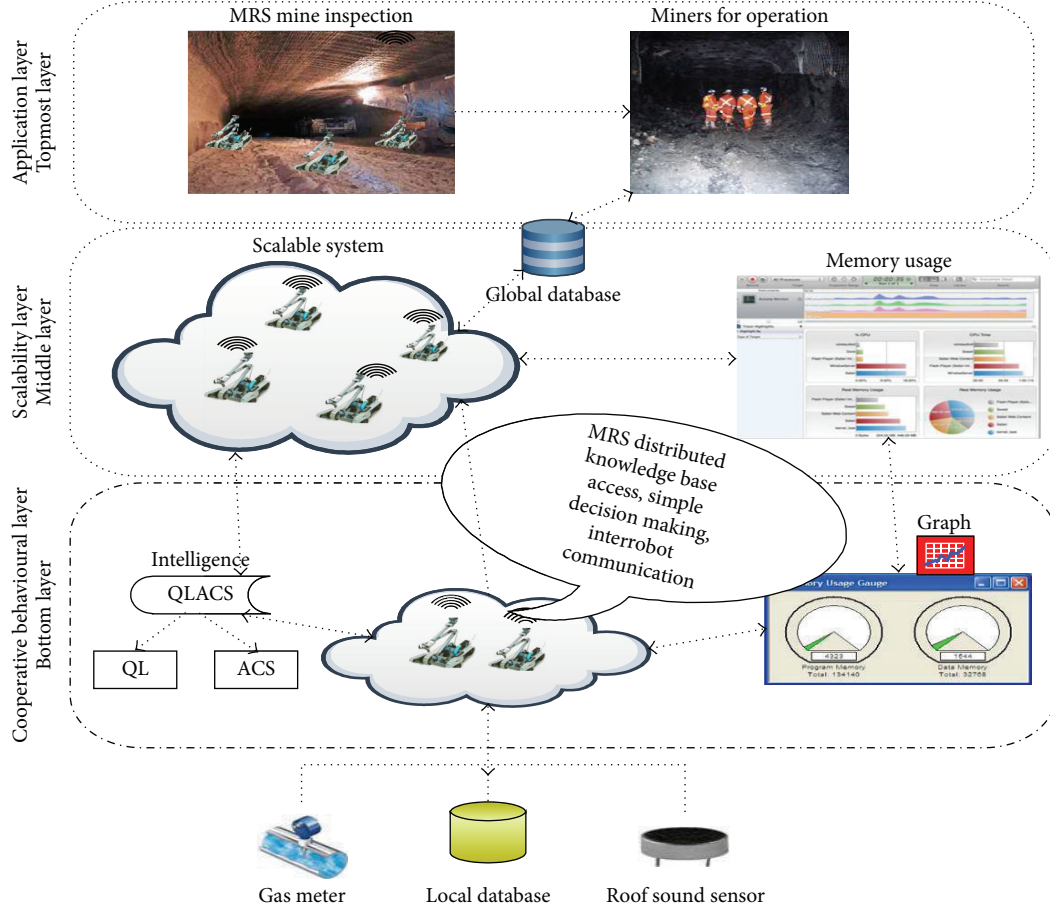 MRS mine inspection
Miners for operation
Application layer
Topmost layer
Scalable system
Global database
Memory usage
Scalability layer
Middle layer
MRS distributed
knowledge base
access, simple
decision making,
interrobot
communication
Graph
Intelligence
QLACS
QL
ACS
Memory Usage Gauge
4323
Program Memory
Total: 134140
1544
Data Memory
Total: 32768
Cooperative behavioural layer
Bottom layer
Gas meter
Local database
Roof sound sensor